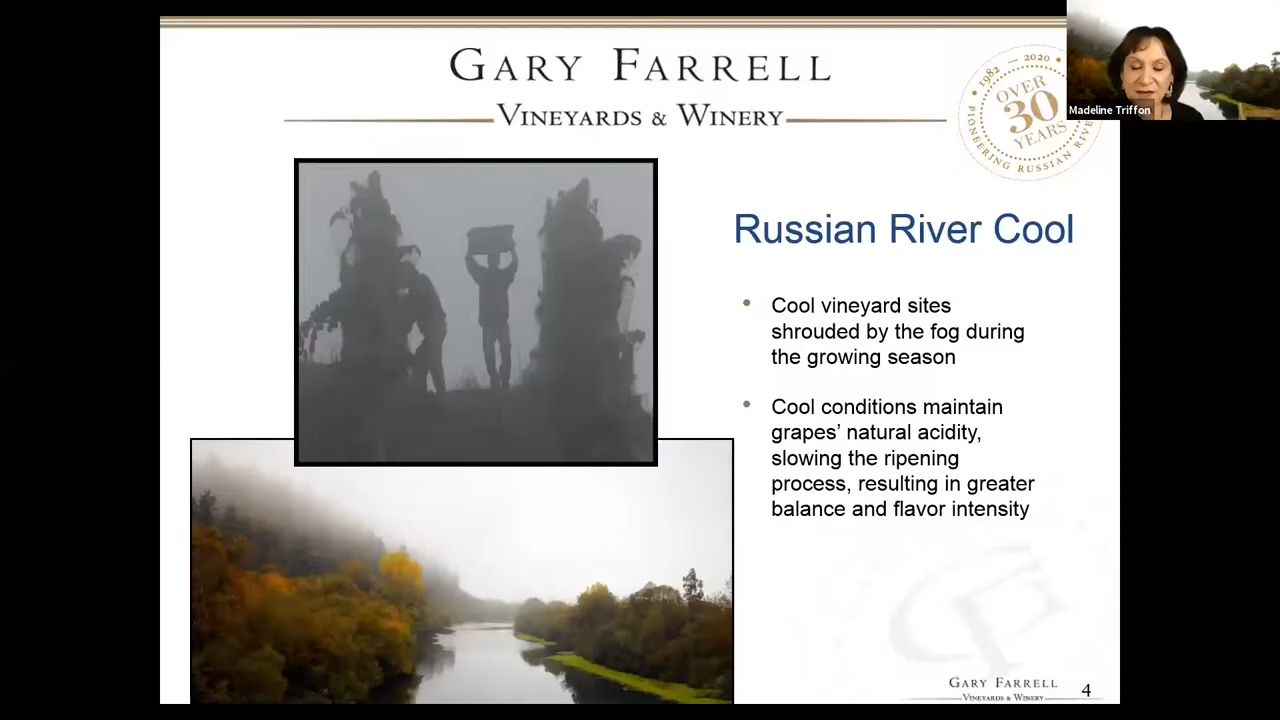 GARY FARRELL
VINEYARDS & WINERY
1982 — 2020
OVER
30
YEARS
PIONEERING RUSSIAN RIVE
Madeline Triffon
Russian River Cool
• Cool vineyard sites
shrouded by the fog during
the growing season
• Cool conditions maintain
grapes’ natural acidity,
slowing the ripening
process, resulting in greater
balance and flavor intensity
GARY FARRELL
VINEYARDS & WINERY
4